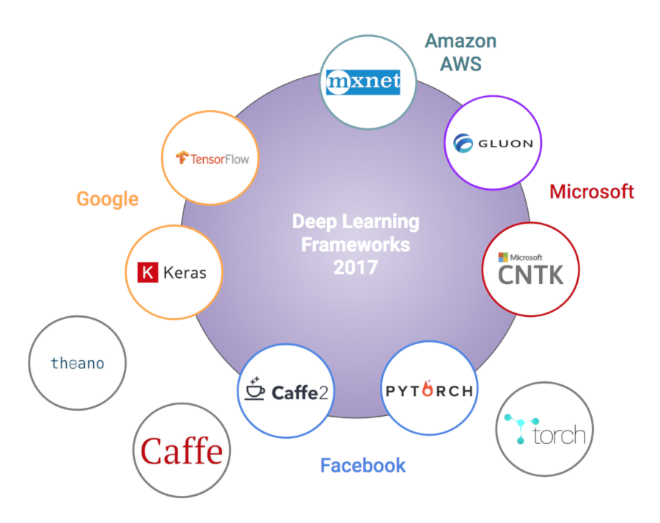 Amazon
AWS
mxnet
GLUON
TensorFlow
Google
Microsoft
Deep Learning
Frameworks
2017
Keras
Microsoft
CNTK
theano
Caffe2
PYTORCH
Caffe
torch
Facebook